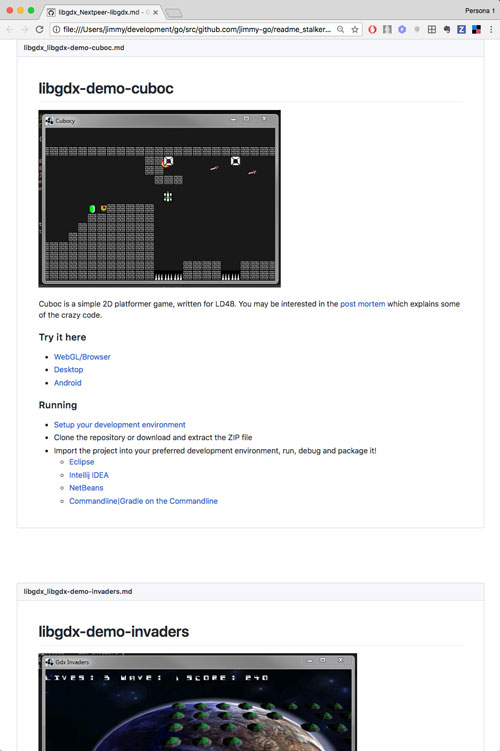 libgdx_Nextpeer-libgdx.md - G
Persona 1
file:///Users/jimmy/development/go/src/github.com/jimmy-go/readme_stalker...
libgdx_libgdx-demo-cuboc.md
libgdx-demo-cuboc
Cubocy
Cuboc is a simple 2D platformer game, written for LD48. You may be interested in the post mortem which explains some
of the crazy code.
Try it here
WebGL/Browser
Desktop
Android
Running
Setup your development environment
Clone the repository or download and extract the ZIP file
Import the project into your preferred development environment, run, debug and package it!
Eclipse
Intellij IDEA
NetBeans
Commandline|Gradle on the Commandline
libgdx_libgdx-demo-invaders.md
libgdx-demo-invaders
Gdx Invaders
LIVES: 3 WAVE: 1 SCORE: 240